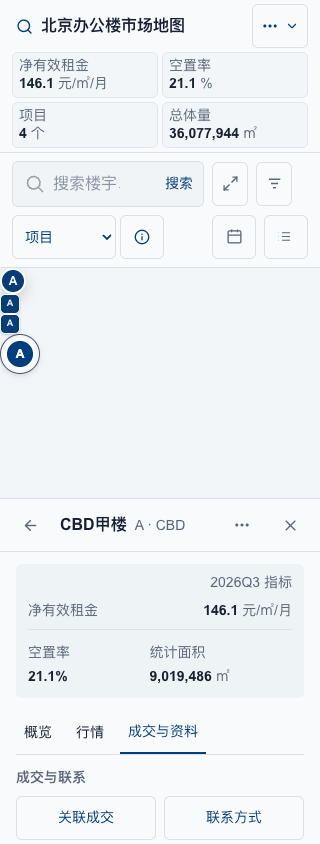 北京办公楼市场地图
净有效租金
146.1 元/㎡/月
空置率
21.1 %
项目
4 个
总体量
36,077,944 ㎡
搜索楼宇.
搜索
项目
A
A
A
A
CBD甲楼 A · CBD
2026Q3 指标
净有效租金 146.1 元/㎡/月
空置率 统计面积
21.1% 9,019,486 ㎡
概览 行情 成交与资料
成交与联系
关联成交 联系方式